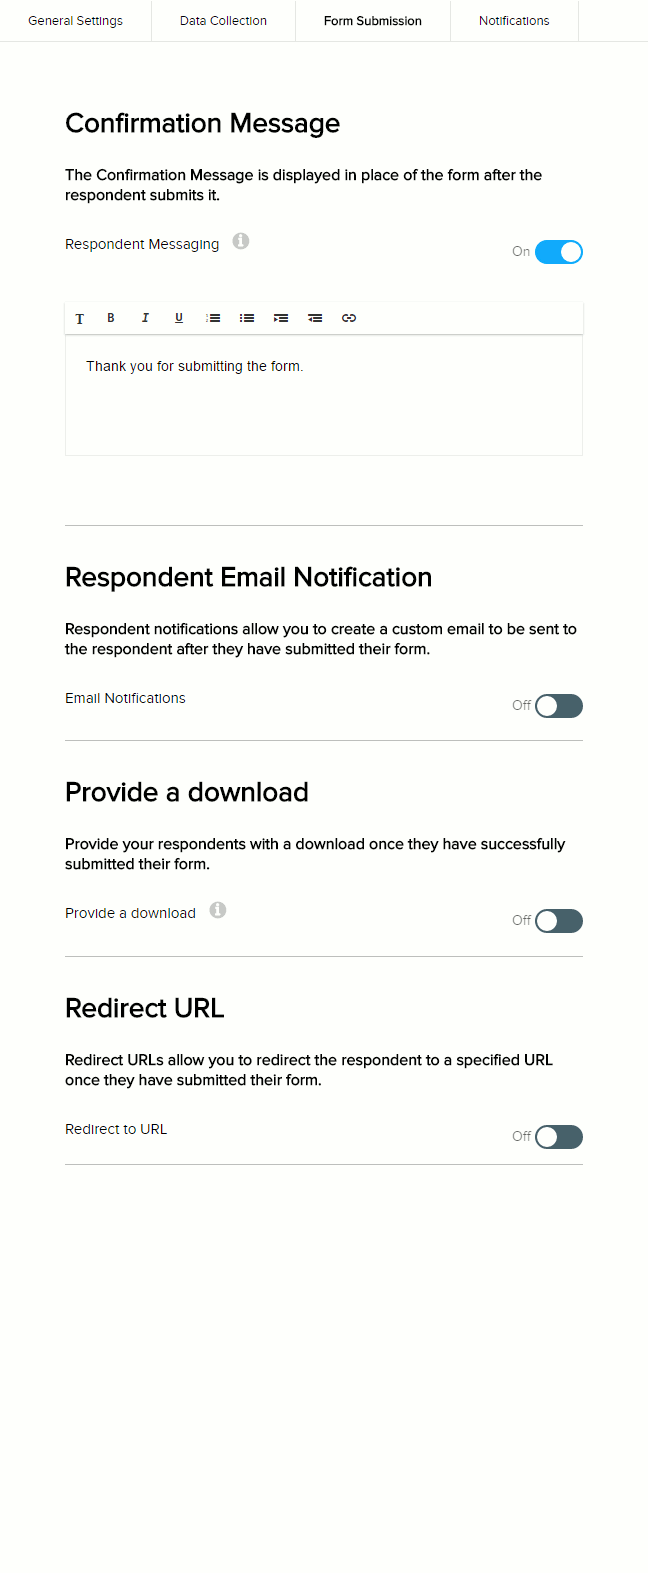 General Settings Data Collection Form Submission Notifications
Confirmation Message
The Confirmation Message is displayed in place of the form after the
respondent submits it.
Respondent Messaging
On
T B I U
Thank you for submitting the form.
Respondent Email Notification
Respondent notifications allow you to create a custom email to be sent to
the respondent after they have submitted their form.
Email Notifications
Off
Provide a download
Provide your respondents with a download once they have successfully
submitted their form.
Provide a download
Off
Redirect URL
Redirect URLs allow you to redirect the respondent to a specified URL
once they have submitted their form.
Redirect to URL
Off